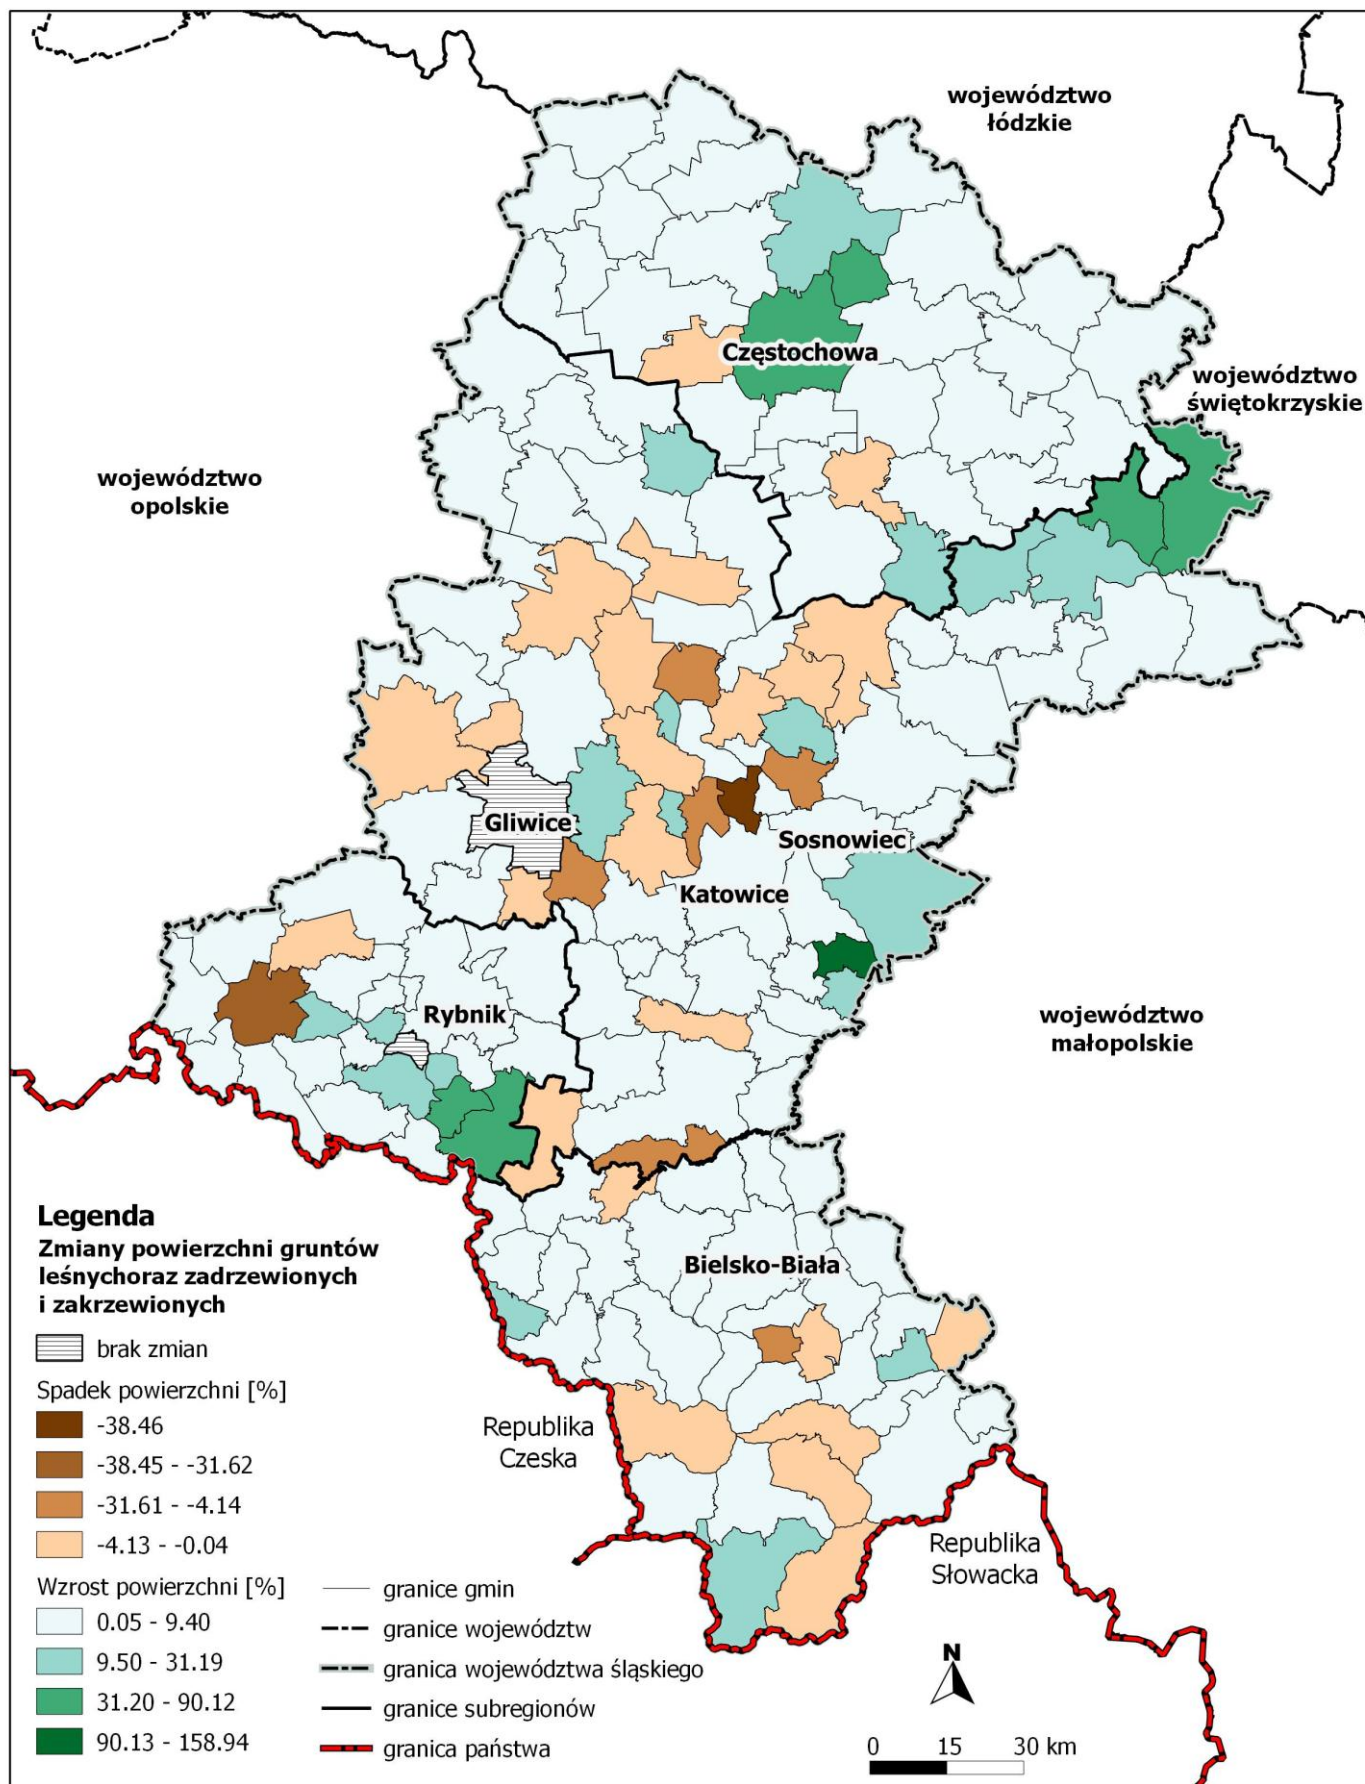 województwo
łódzkie
Częstochowa
województwo
świętokrzyskie
województwo
opolskie
Gliwice
Sosnowiec
Katowice
Rybnik
województwo
małopolskie
Bielsko-Biała
Republika
Czeska
Republika
Słowacka
Legenda
Zmiany powierzchni gruntów
leśnychoraz zadrzewionych
i zakrzewionych
brak zmian
Spadek powierzchni [%]
-38.46
-38.45 - -31.62
-31.61 - -4.14
-4.13 - -0.04
Wzrost powierzchni [%]
0.05 - 9.40
9.50 - 31.19
31.20 - 90.12
90.13 - 158.94
granice gmin
granice województw
granica województwa śląskiego
granice subregionów
granica państwa
N
0 15 30 km